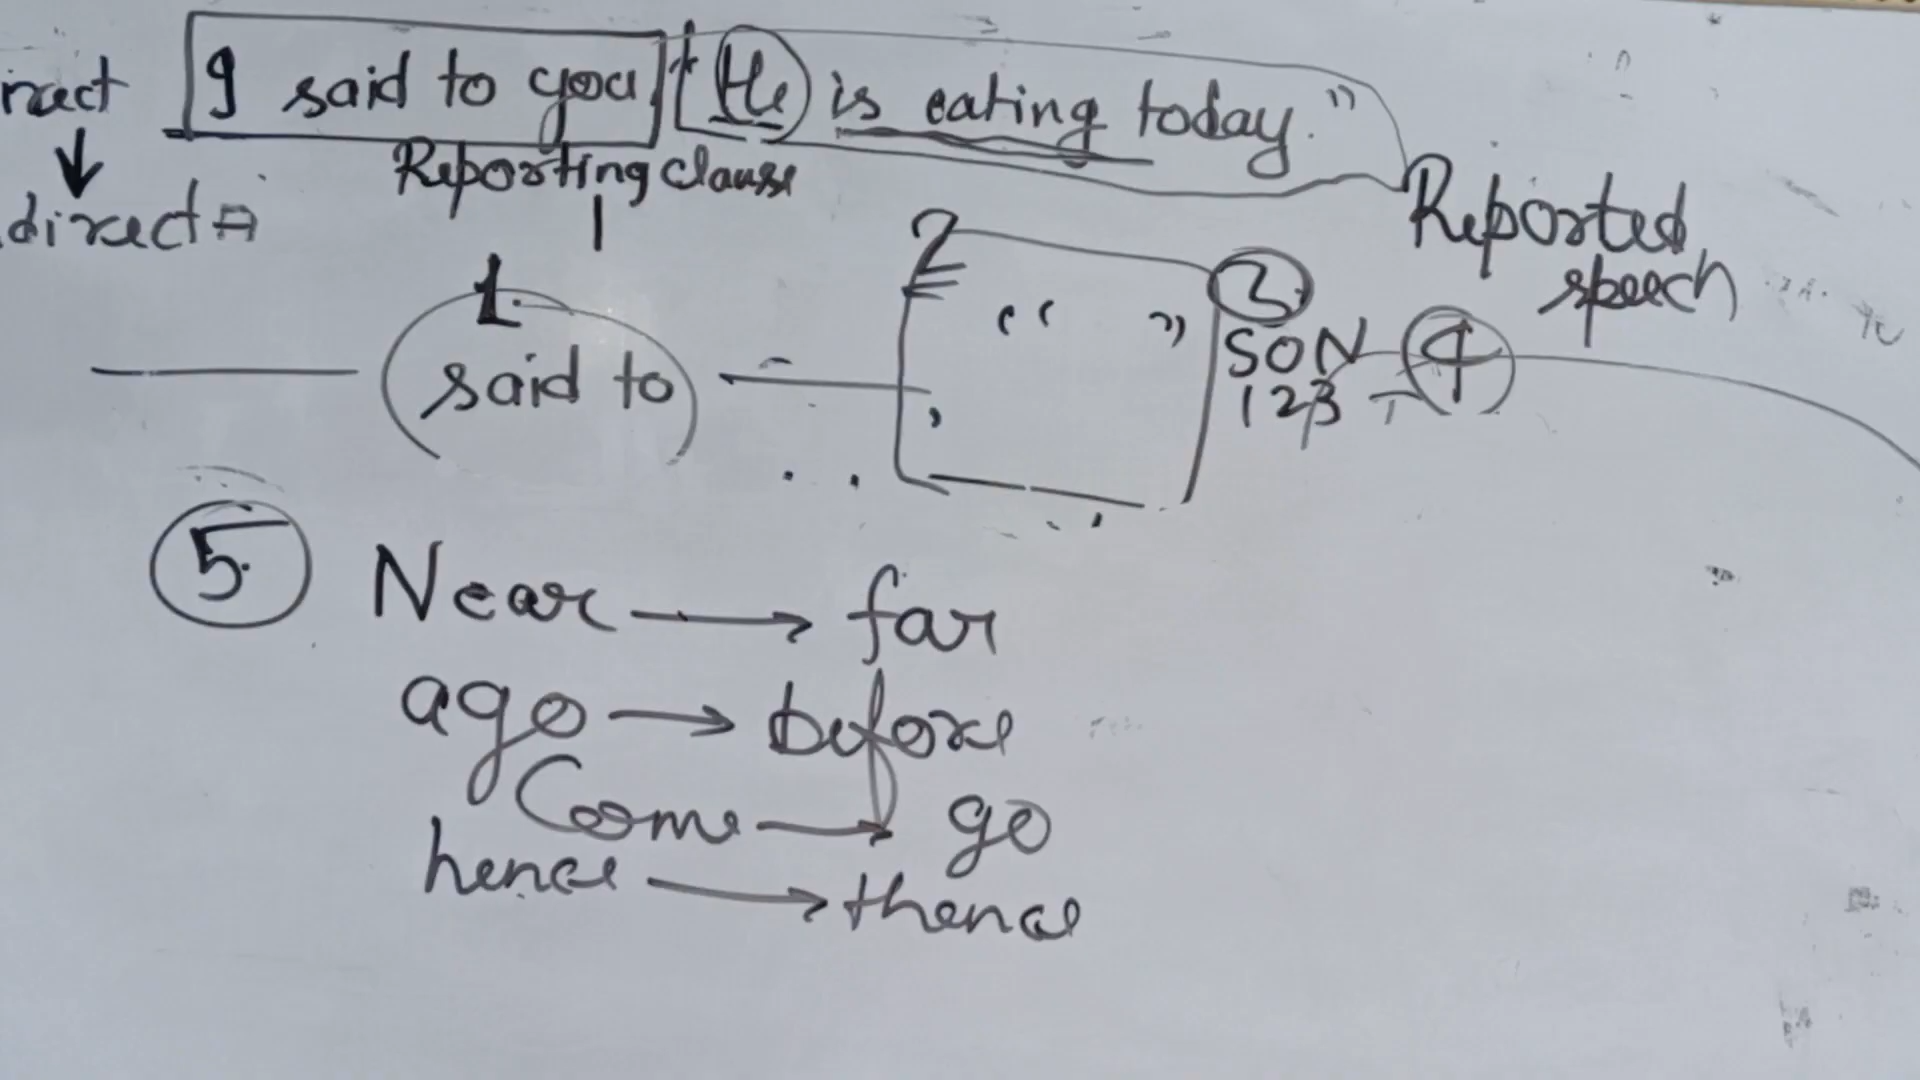 irect I said to you, "He is eating today."
Reporting clause
direct A
Reported speech
1. 2 3.
said to , " " SON 4
123
5. Near → far
ago → before
Come → go
hence → thence